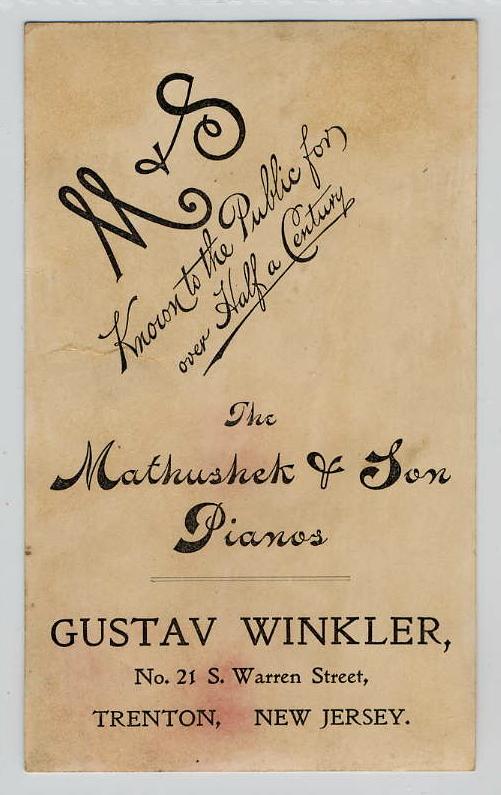 M & S
Known to the Public for
over Half a Century
The
Mathushek & Son
Pianos
GUSTAV WINKLER,
No. 21 S. Warren Street,
TRENTON, NEW JERSEY.